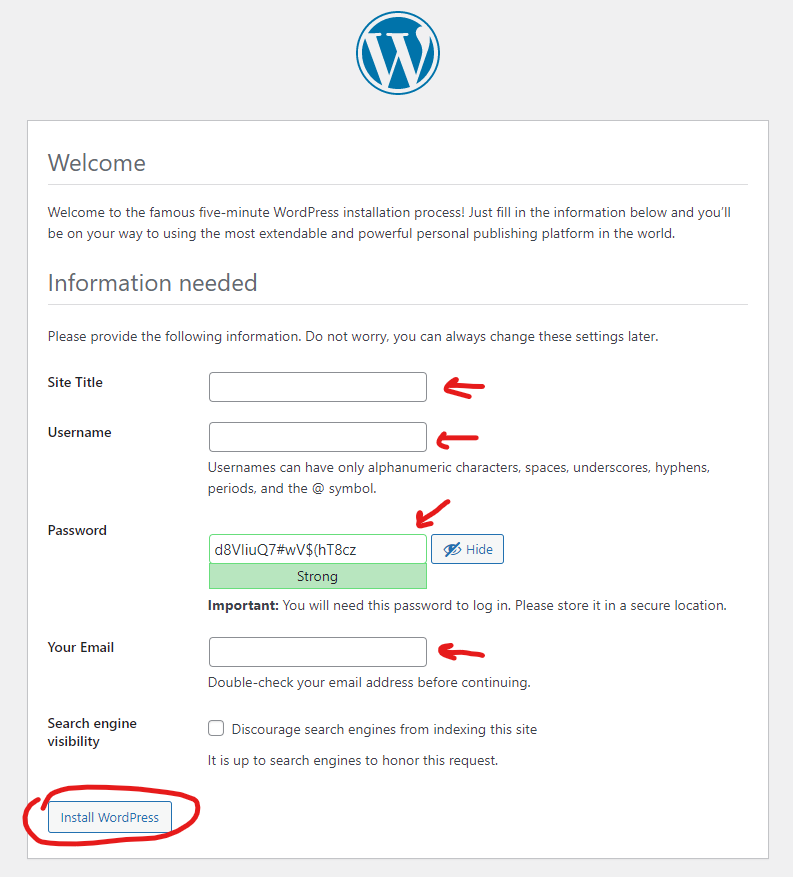 W
Welcome
Welcome to the famous five-minute WordPress installation process! Just fill in the information below and you'll
be on your way to using the most extendable and powerful personal publishing platform in the world.
Information needed
Please provide the following information. Do not worry, you can always change these settings later.
Site Title
Username
Usernames can have only alphanumeric characters, spaces, underscores, hyphens,
periods, and the @ symbol.
Password
d8VIiuQ7#wV$(hT8cz
Hide
Strong
Important: You will need this password to log in. Please store it in a secure location.
Your Email
Double-check your email address before continuing.
Search engine
visibility
Discourage search engines from indexing this site
It is up to search engines to honor this request.
Install WordPress